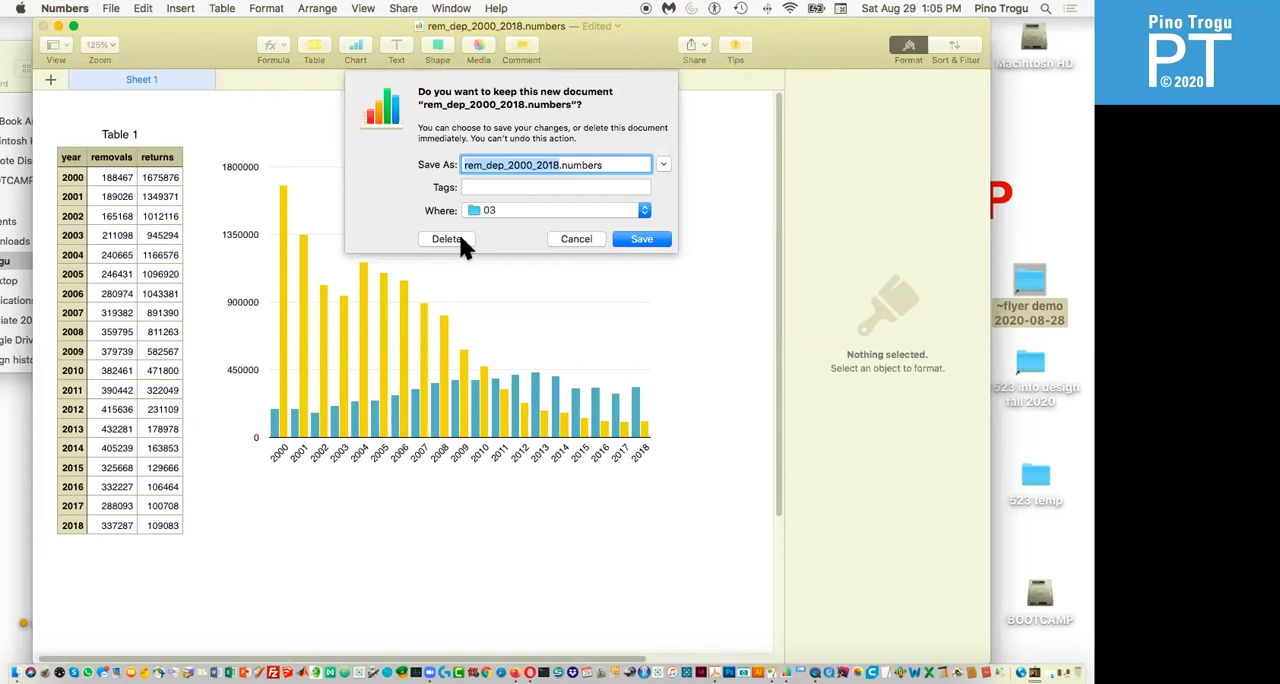 Numbers File Edit Insert Table Format Arrange View Share Window Help Sat Aug 29 1:05 PM Pino Trogu
rem_dep_2000_2018.numbers — Edited
125%
View Zoom Formula Table Chart Text Shape Media Comment Share Tips Format Sort & Filter
Sheet 1
Do you want to keep this new document
“rem_dep_2000_2018.numbers”?
You can choose to save your changes, or delete this document
immediately. You can't undo this action.
Save As: rem_dep_2000_2018.numbers
Tags:
Where: 03
Delete Cancel Save
Table 1
year removals returns
2000 188467 1675876
2001 189026 1349371
2002 165168 1012116
2003 211098 945294
2004 240665 1166576
2005 246431 1096920
2006 280974 1043381
2007 319382 891390
2008 359795 811263
2009 379739 582567
2010 382461 471800
2011 390442 322049
2012 415636 231109
2013 432281 178978
2014 405239 163853
2015 325668 129666
2016 332227 106464
2017 288093 100708
2018 337287 109083
1800000
1350000
900000
450000
0
2000 2001 2002 2003 2004 2005 2006 2007 2008 2009 2010 2011 2012 2013 2014 2015 2016 2017 2018
Nothing selected.
Select an object to format.
Macintosh HD
P
~flyer demo
2020-08-28
523 info design
fall 2020
523 temp
BOOTCAMP
Pino Trogu
PT
© 2020